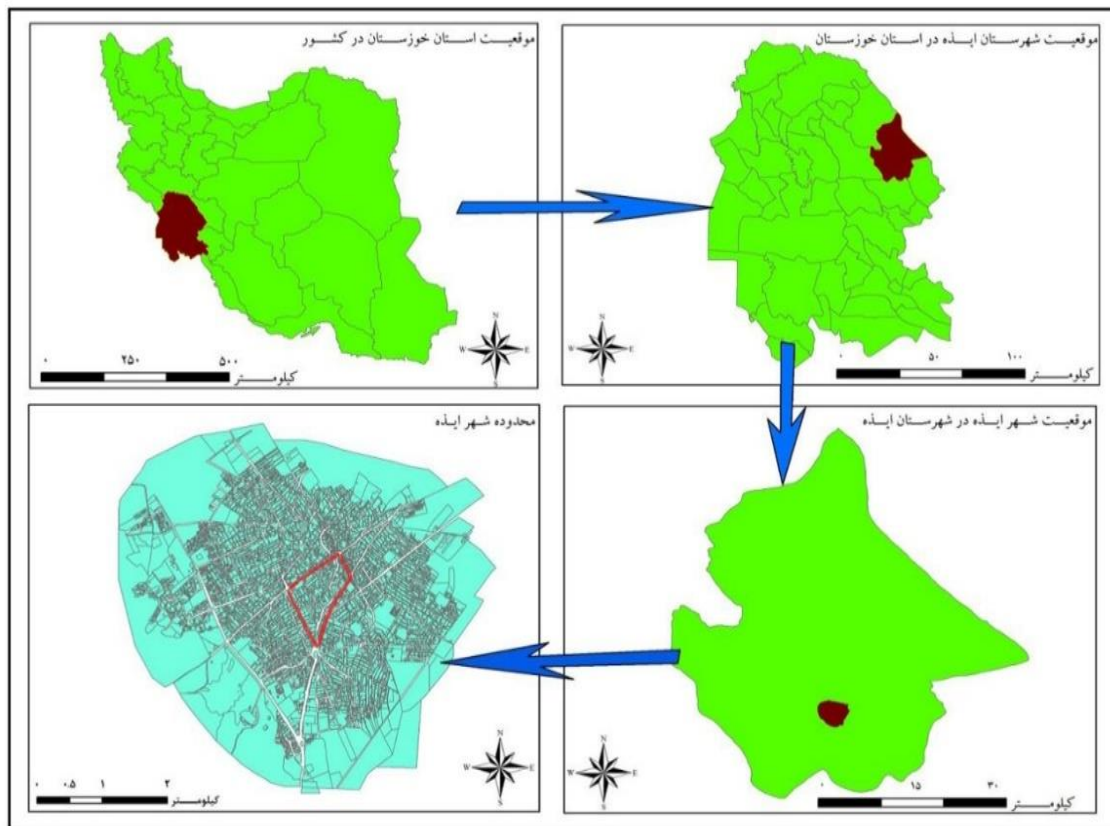 موقعیت استان خوزستان در کشور
N
W E
S
۰ ۲۵۰ ۵۰۰
کیلومتر
موقعیت شهرستان ایذه در استان خوزستان
N
W E
S
۰ ۵۰ ۱۰۰
کیلومتر
محدوده شهر ایذه
N
W E
S
۰ ۰.۵ ۱ ۲
کیلومتر
موقعیت شهر ایذه در شهرستان ایذه
N
W E
S
۰ ۱۵ ۳۰
کیلومتر